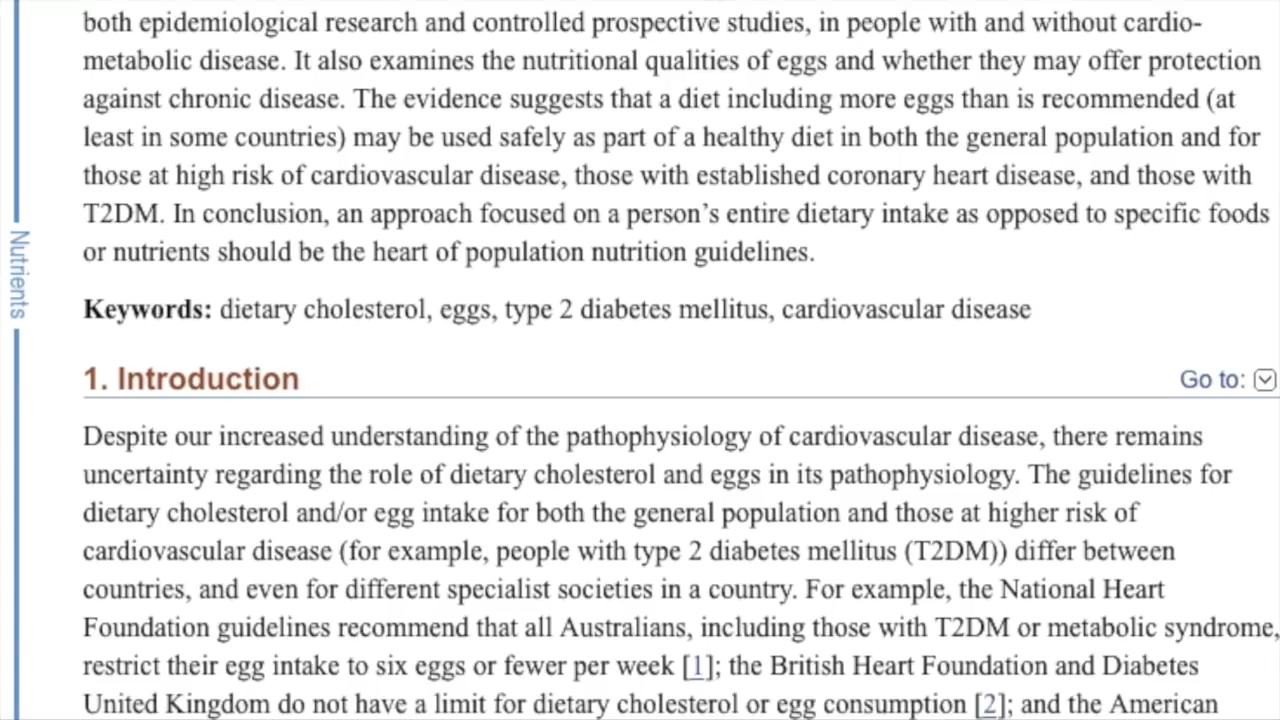 both epidemiological research and controlled prospective studies, in people with and without cardio-
metabolic disease. It also examines the nutritional qualities of eggs and whether they may offer protection
against chronic disease. The evidence suggests that a diet including more eggs than is recommended (at
least in some countries) may be used safely as part of a healthy diet in both the general population and for
those at high risk of cardiovascular disease, those with established coronary heart disease, and those with
T2DM. In conclusion, an approach focused on a person’s entire dietary intake as opposed to specific foods
or nutrients should be the heart of population nutrition guidelines.
Nutrients
Keywords: dietary cholesterol, eggs, type 2 diabetes mellitus, cardiovascular disease
1. Introduction
Go to:
Despite our increased understanding of the pathophysiology of cardiovascular disease, there remains
uncertainty regarding the role of dietary cholesterol and eggs in its pathophysiology. The guidelines for
dietary cholesterol and/or egg intake for both the general population and those at higher risk of
cardiovascular disease (for example, people with type 2 diabetes mellitus (T2DM)) differ between
countries, and even for different specialist societies in a country. For example, the National Heart
Foundation guidelines recommend that all Australians, including those with T2DM or metabolic syndrome,
restrict their egg intake to six eggs or fewer per week [1]; the British Heart Foundation and Diabetes
United Kingdom do not have a limit for dietary cholesterol or egg consumption [2]; and the American